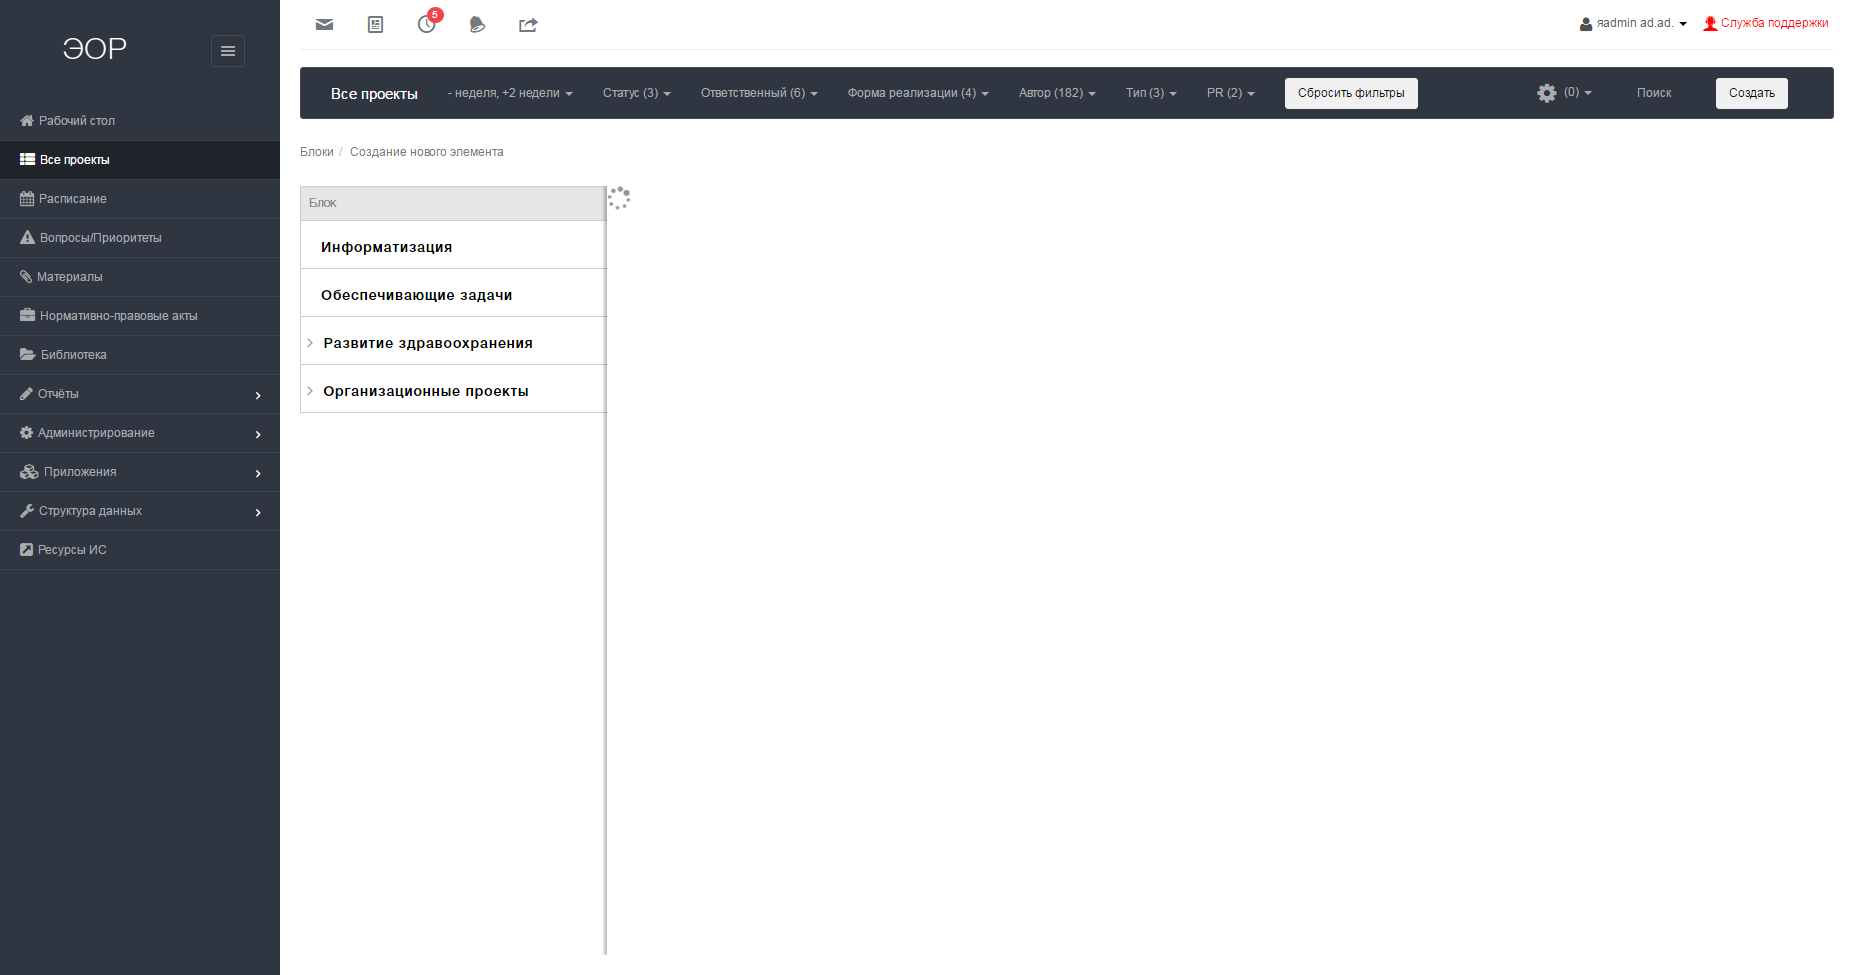 ЭОР
Рабочий стол
Все проекты
Расписание
Вопросы/Приоритеты
Материалы
Нормативно-правовые акты
Библиотека
Отчёты
Администрирование
Приложения
Структура данных
Ресурсы ИС
5
яadmin ad.ad.
Служба поддержки
Все проекты - неделя, +2 недели Статус (3) Ответственный (6) Форма реализации (4) Автор (182) Тип (3) PR (2) Сбросить фильтры (0) Поиск Создать
Блоки / Создание нового элемента
Блок
Информатизация
Обеспечивающие задачи
Развитие здравоохранения
Организационные проекты